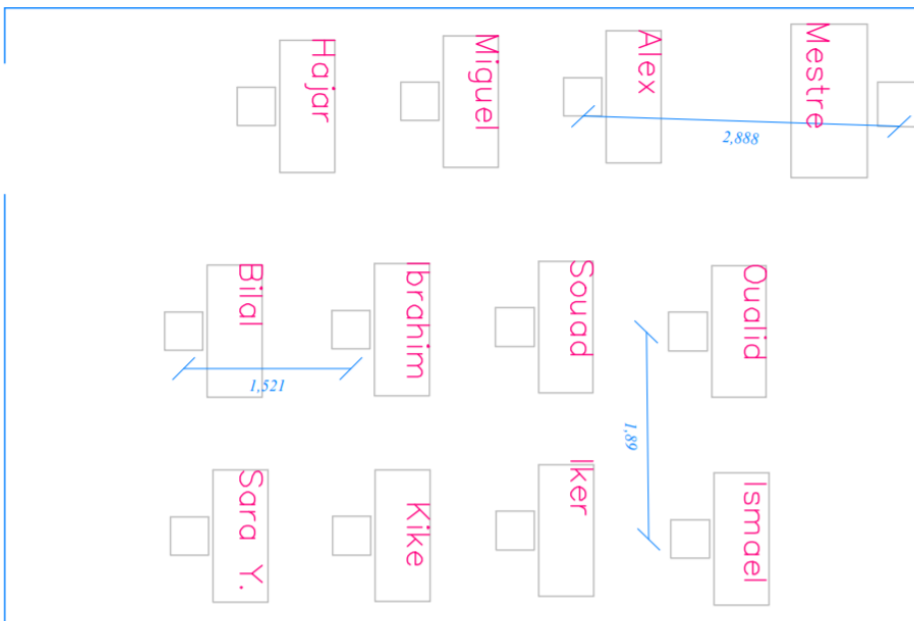 Hajar
Miguel
Alex
Mestre
2,888
Bilal
Ibrahim
Souad
Oualid
1,521
1,89
Sara Y.
Kike
Iker
Ismael